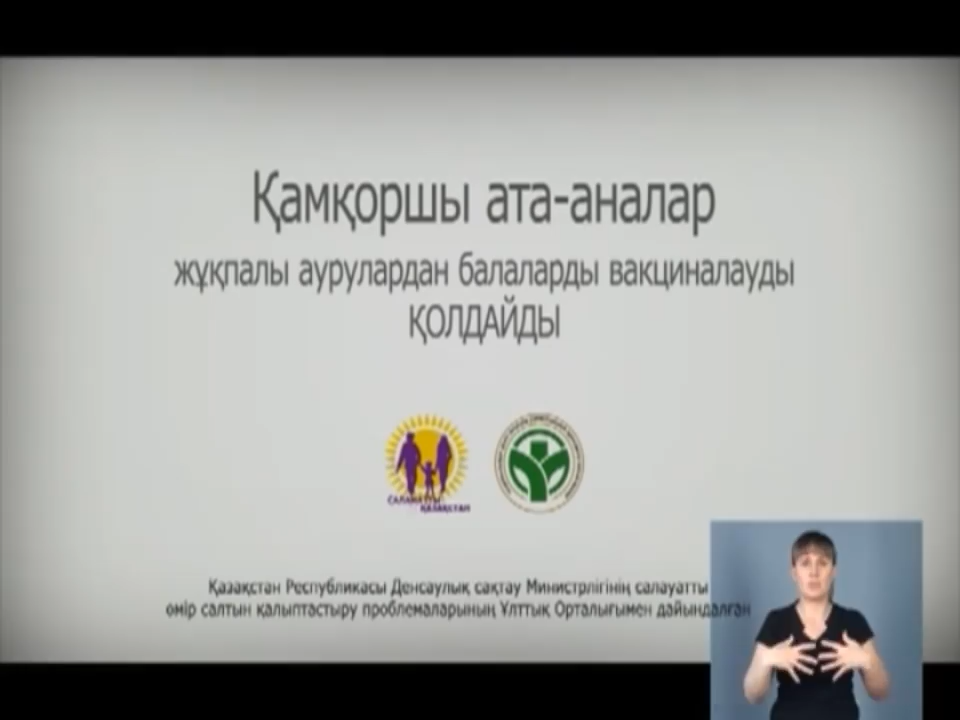 Қамқоршы ата-аналар
жұқпалы аурулардан балаларды вакциналауды
ҚОЛДАЙДЫ
САЛАМАТТЫ
ҚАЗАҚСТАН
Қазақстан Республикасы Денсаулық сақтау Министрлігінің салауатты
өмір салтын қалыптастыру проблемаларының Ұлттық Орталығымен дайындалған